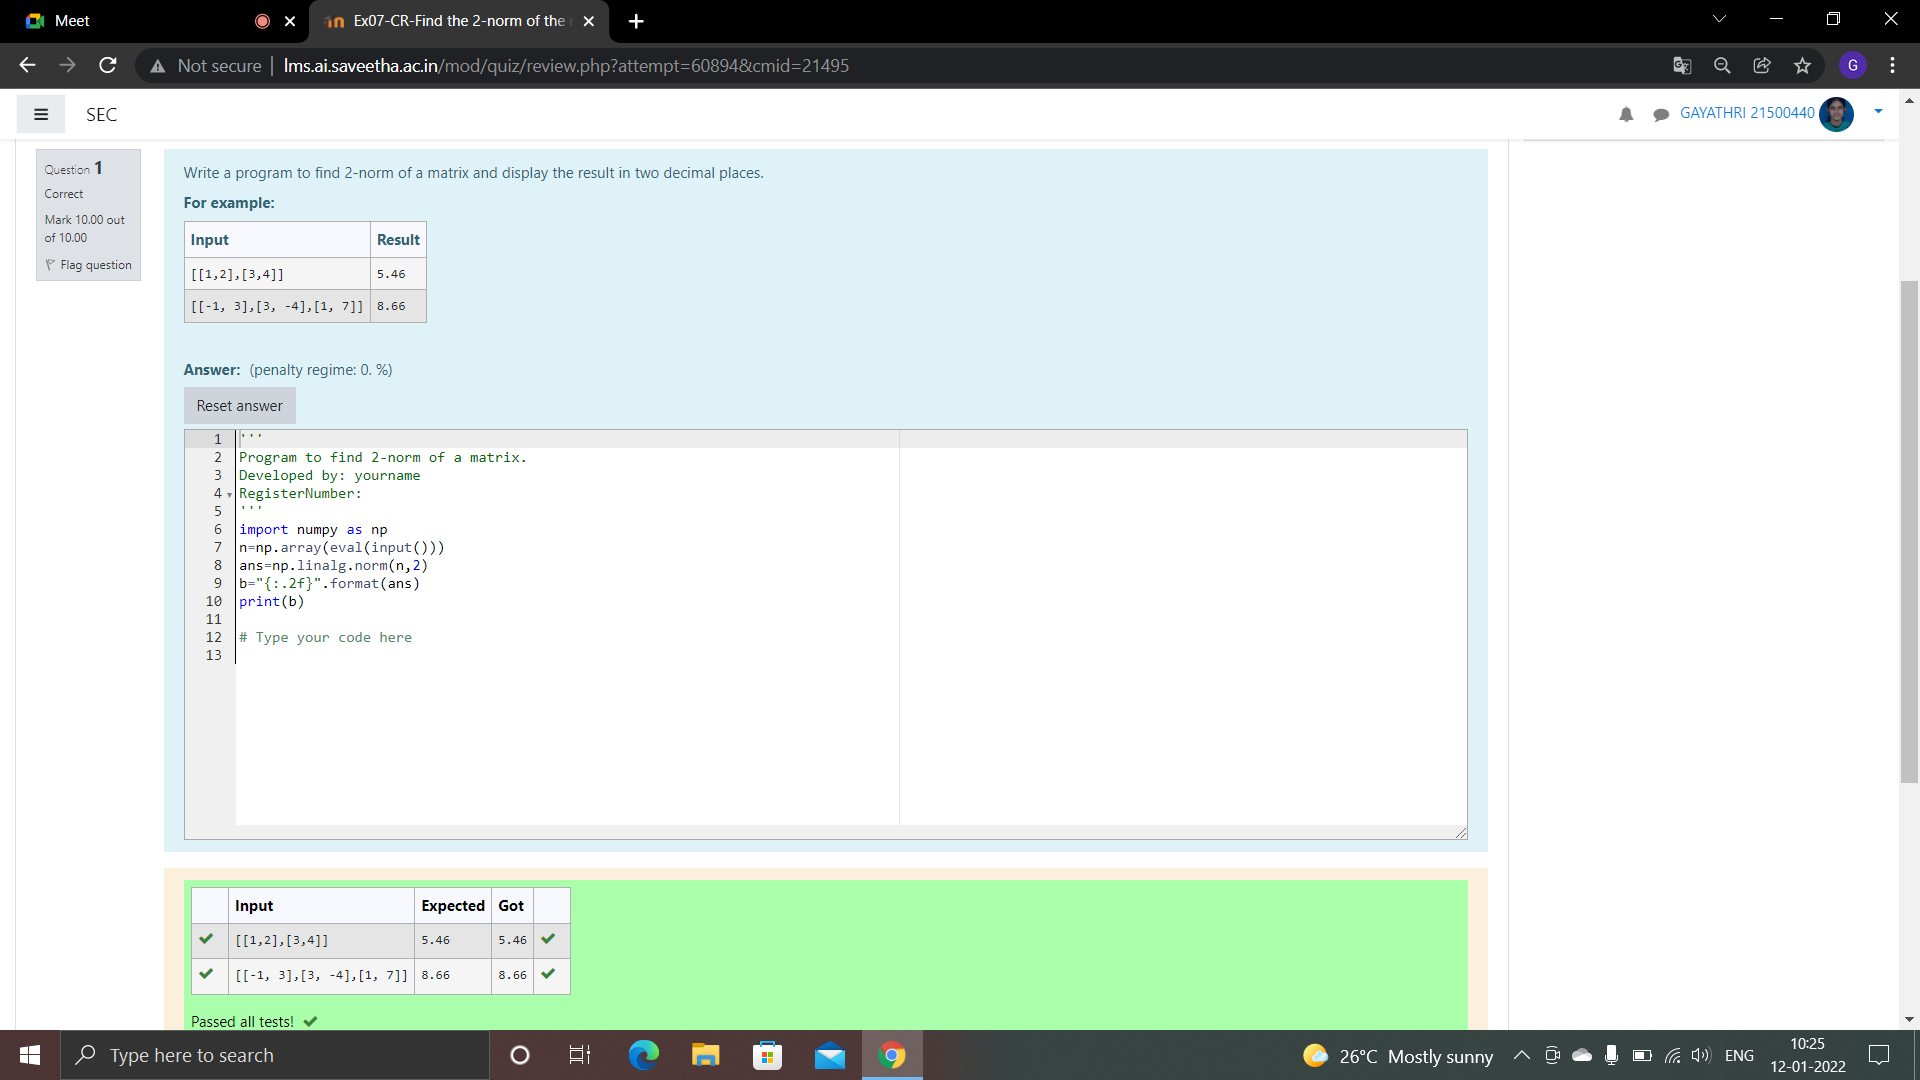 Meet
Ex07-CR-Find the 2-norm of the
Not secure | lms.ai.saveetha.ac.in/mod/quiz/review.php?attempt=60894&cmid=21495
G
SEC
GAYATHRI 21500440
Question 1
Correct
Mark 10.00 out
of 10.00
Flag question
Write a program to find 2-norm of a matrix and display the result in two decimal places.
For example:
Input Result
[[1,2],[3,4]] 5.46
[[-1, 3],[3, -4],[1, 7]] 8.66
Answer: (penalty regime: 0. %)
Reset answer
1 '''
2 Program to find 2-norm of a matrix.
3 Developed by: yourname
4 RegisterNumber:
5 '''
6 import numpy as np
7 n=np.array(eval(input()))
8 ans=np.linalg.norm(n,2)
9 b="{:.2f}".format(ans)
10 print(b)
11
12 # Type your code here
13
Input Expected Got
[[1,2],[3,4]] 5.46 5.46
[[-1, 3],[3, -4],[1, 7]] 8.66 8.66
Passed all tests!
Type here to search
26°C Mostly sunny
ENG
10:25
12-01-2022